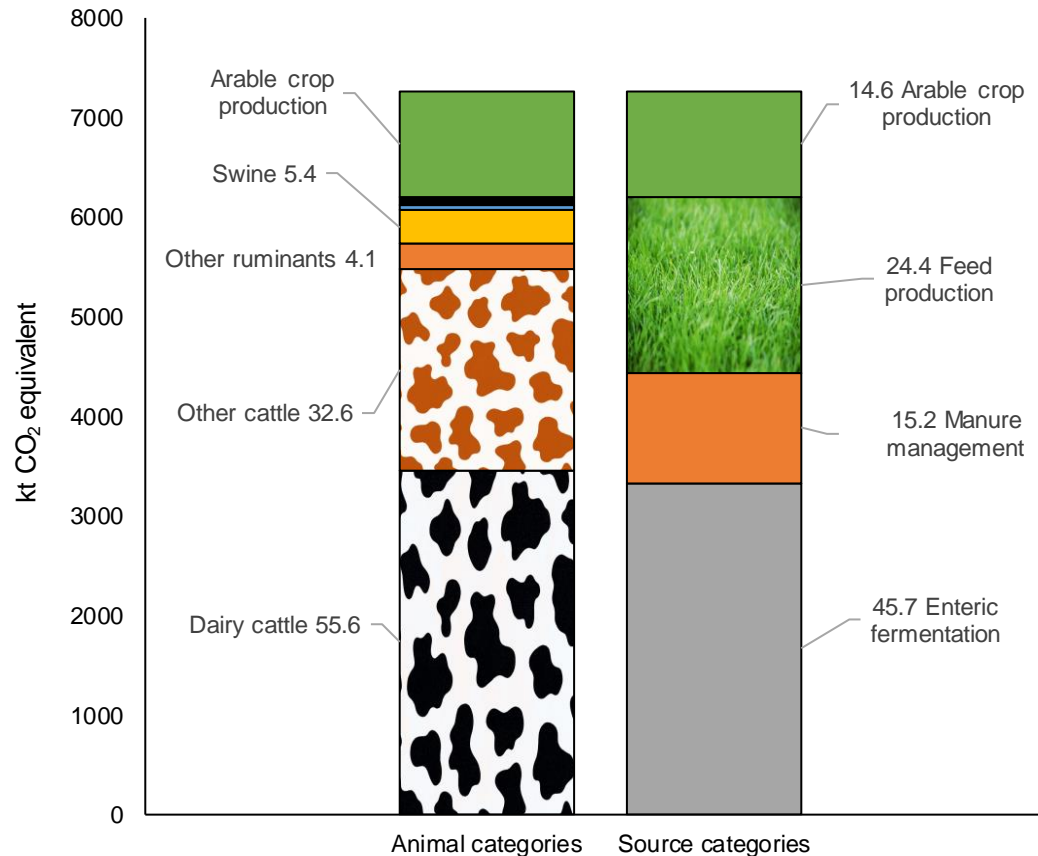 8000
7000
6000
5000
4000
3000
2000
1000
0
kt CO₂ equivalent
Arable crop
production
Swine 5.4
Other ruminants 4.1
Other cattle 32.6
Dairy cattle 55.6
14.6 Arable crop
production
24.4 Feed
production
15.2 Manure
management
45.7 Enteric
fermentation
Animal categories
Source categories